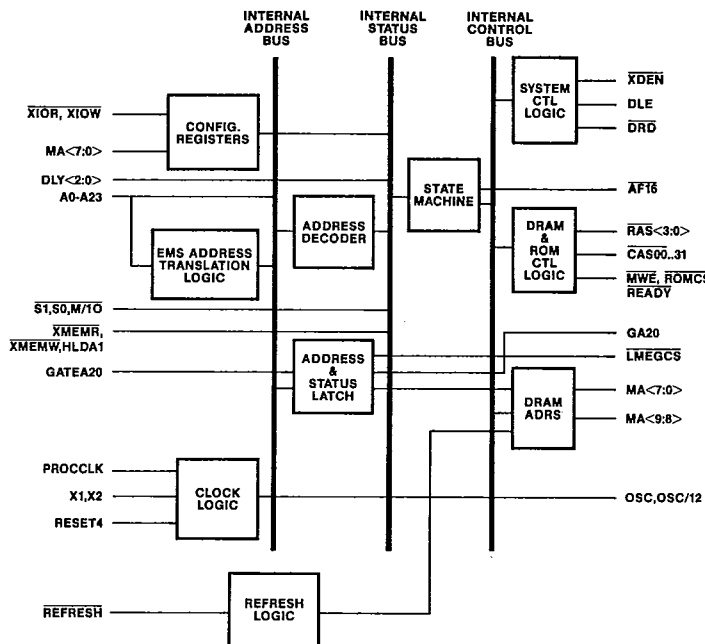 INTERNAL
ADDRESS
BUS
INTERNAL
STATUS
BUS
INTERNAL
CONTROL
BUS
XIOR, XIOW
MA<7:0>
CONFIG.
REGISTERS
DLY<2:0>
A0-A23
EMS ADDRESS
TRANSLATION
LOGIC
ADDRESS
DECODER
STATE
MACHINE
SYSTEM
CTL
LOGIC
XDEN
DLE
DRD
AF16
DRAM
&
ROM
CTL
LOGIC
RAS<3:0>
CAS00..31
MWE, ROMCS
READY
S1,S0,M/1O
XMEMR,
XMEMW,HLDA1
GATEA20
ADDRESS
&
STATUS
LATCH
GA20
LMEGCS
DRAM
ADRS
MA<7:0>
MA<9:8>
PROCCLK
X1,X2
RESET4
CLOCK
LOGIC
OSC,OSC/12
REFRESH
REFRESH
LOGIC